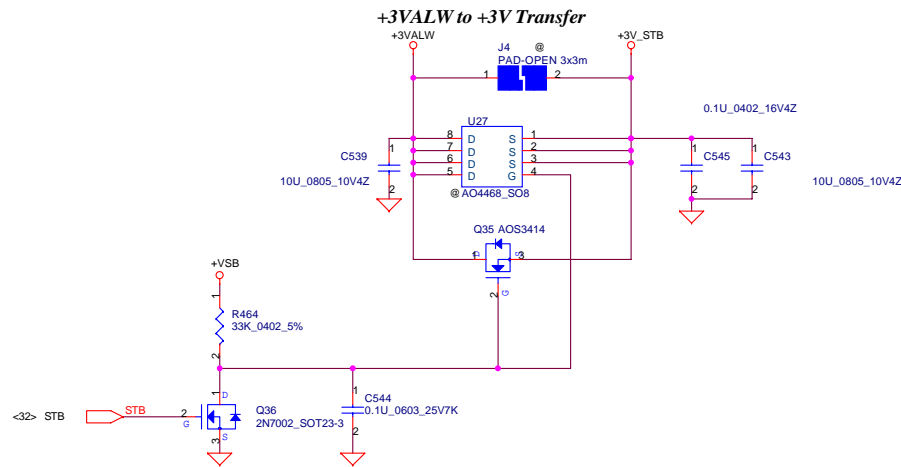 +3VALW to +3V Transfer
+3VALW
+3V_STB
J4 @
PAD-OPEN 3x3m
1 2
0.1U_0402_16V4Z
U27
8 D S 1
7 D S 2
6 D S 3
5 D G 4
@ AO4468_SO8
C539
1
2
10U_0805_10V4Z
C545
1
2
C543
1
2
10U_0805_10V4Z
Q35 AOS3414
1 D S 3
2 G
+VSB
1
R464
33K_0402_5%
2
C544
1
0.1U_0603_25V7K
2
<32> STB
STB
2 G
1 D
Q36
2N7002_SOT23-3
3 S